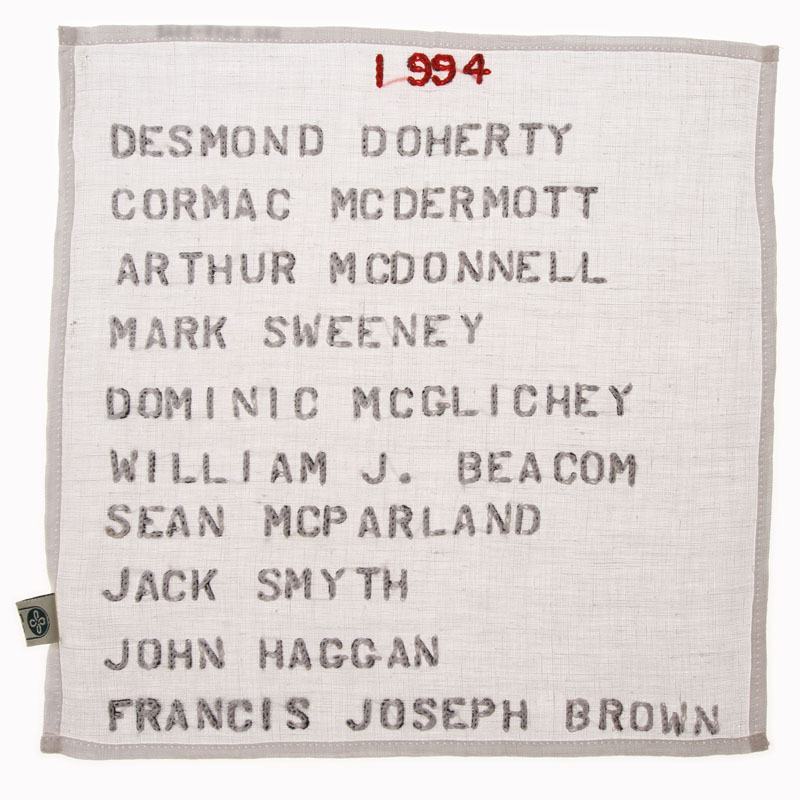 1994
DESMOND DOHERTY
CORMAC MCDERMOTT
ARTHUR MCDONNELL
MARK SWEENEY
DOMINIC MCGLICHEY
WILLIAM J. BEACOM
SEAN MCPARLAND
JACK SMYTH
JOHN HAGGAN
FRANCIS JOSEPH BROWN